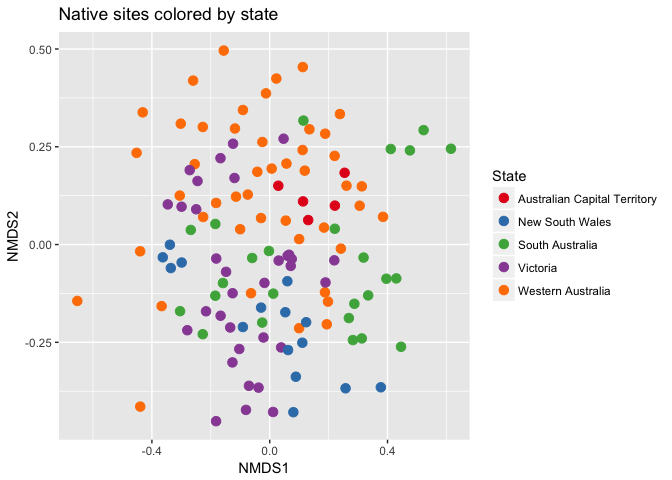 Native sites colored by state
0.50
0.25
0.00
-0.25
NMDS2
-0.4
0.0
0.4
NMDS1
State
Australian Capital Territory
New South Wales
South Australia
Victoria
Western Australia